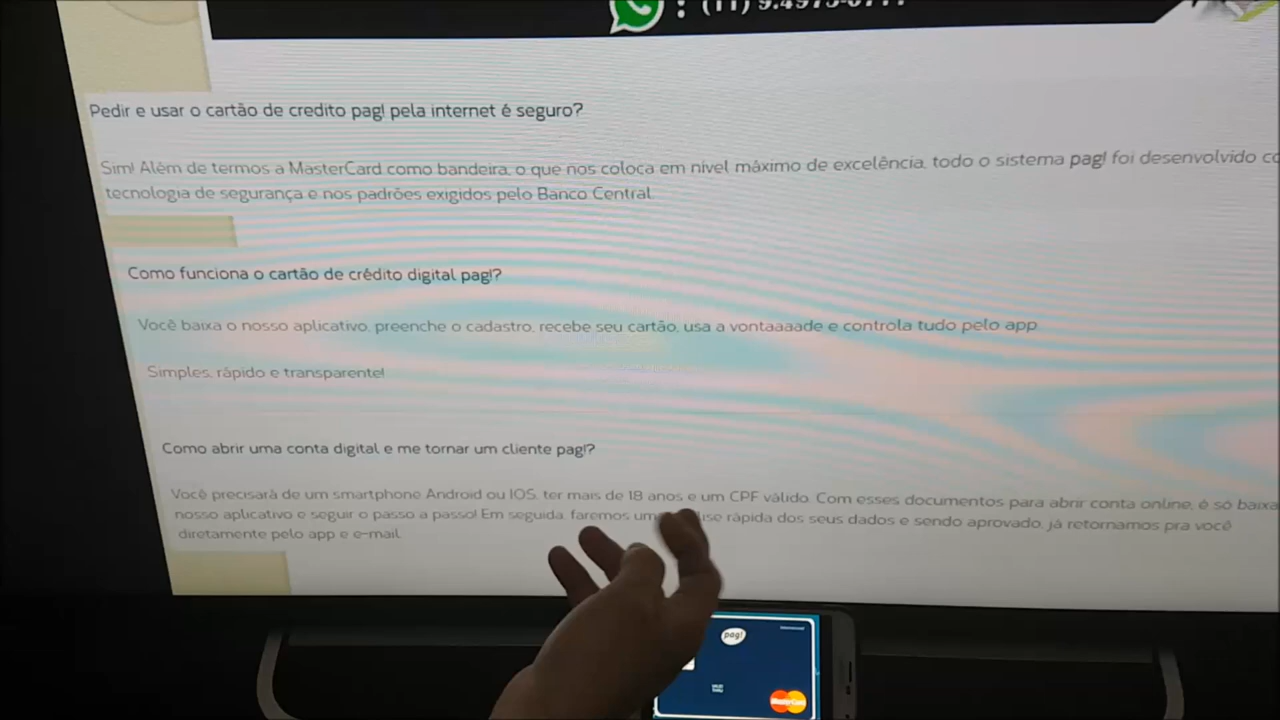 Pedir e usar o cartão de credito pag! pela internet é seguro?
Sim! Além de termos a MasterCard como bandeira, o que nos coloca em nível máximo de excelência, todo o sistema pag! foi desenvolvido
tecnologia de segurança e nos padrões exigidos pelo Banco Central.
Como funciona o cartão de crédito digital pag!?
Você baixa o nosso aplicativo, preenche o cadastro, recebe seu cartão, usa a vontaaaade e controla tudo pelo app.
Simples, rápido e transparente!
Como abrir uma conta digital e me tornar um cliente pag!?
Você precisará de um smartphone Android ou IOS, ter mais de 18 anos e um CPF válido. Com esses documentos para abrir conta online, é só
nosso aplicativo e seguir o passo a passo! Em seguida, faremos rápida dos seus dados e sendo aprovado, já retornamos pra você
diretamente pelo app e e-mail.
pag!
MasterCard